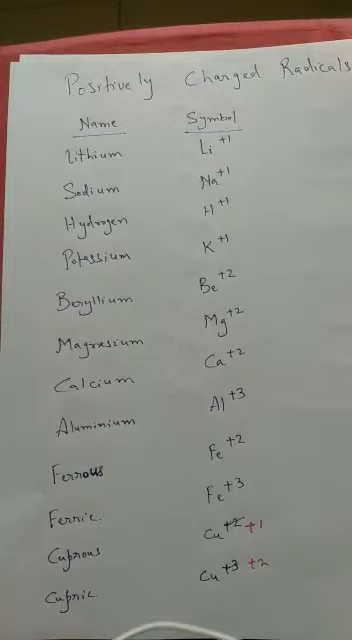 Positively Charged Radicals
Name Symbol
Lithium Li +1
Sodium Na +1
Hydrogen H +1
Potassium K +1
Beryllium Be +2
Magnesium Mg +2
Calcium Ca +2
Aluminium Al +3
Ferrous Fe +2
Ferric Fe +3
Cuprous Cu +2 +1
Cupric Cu +3 +2